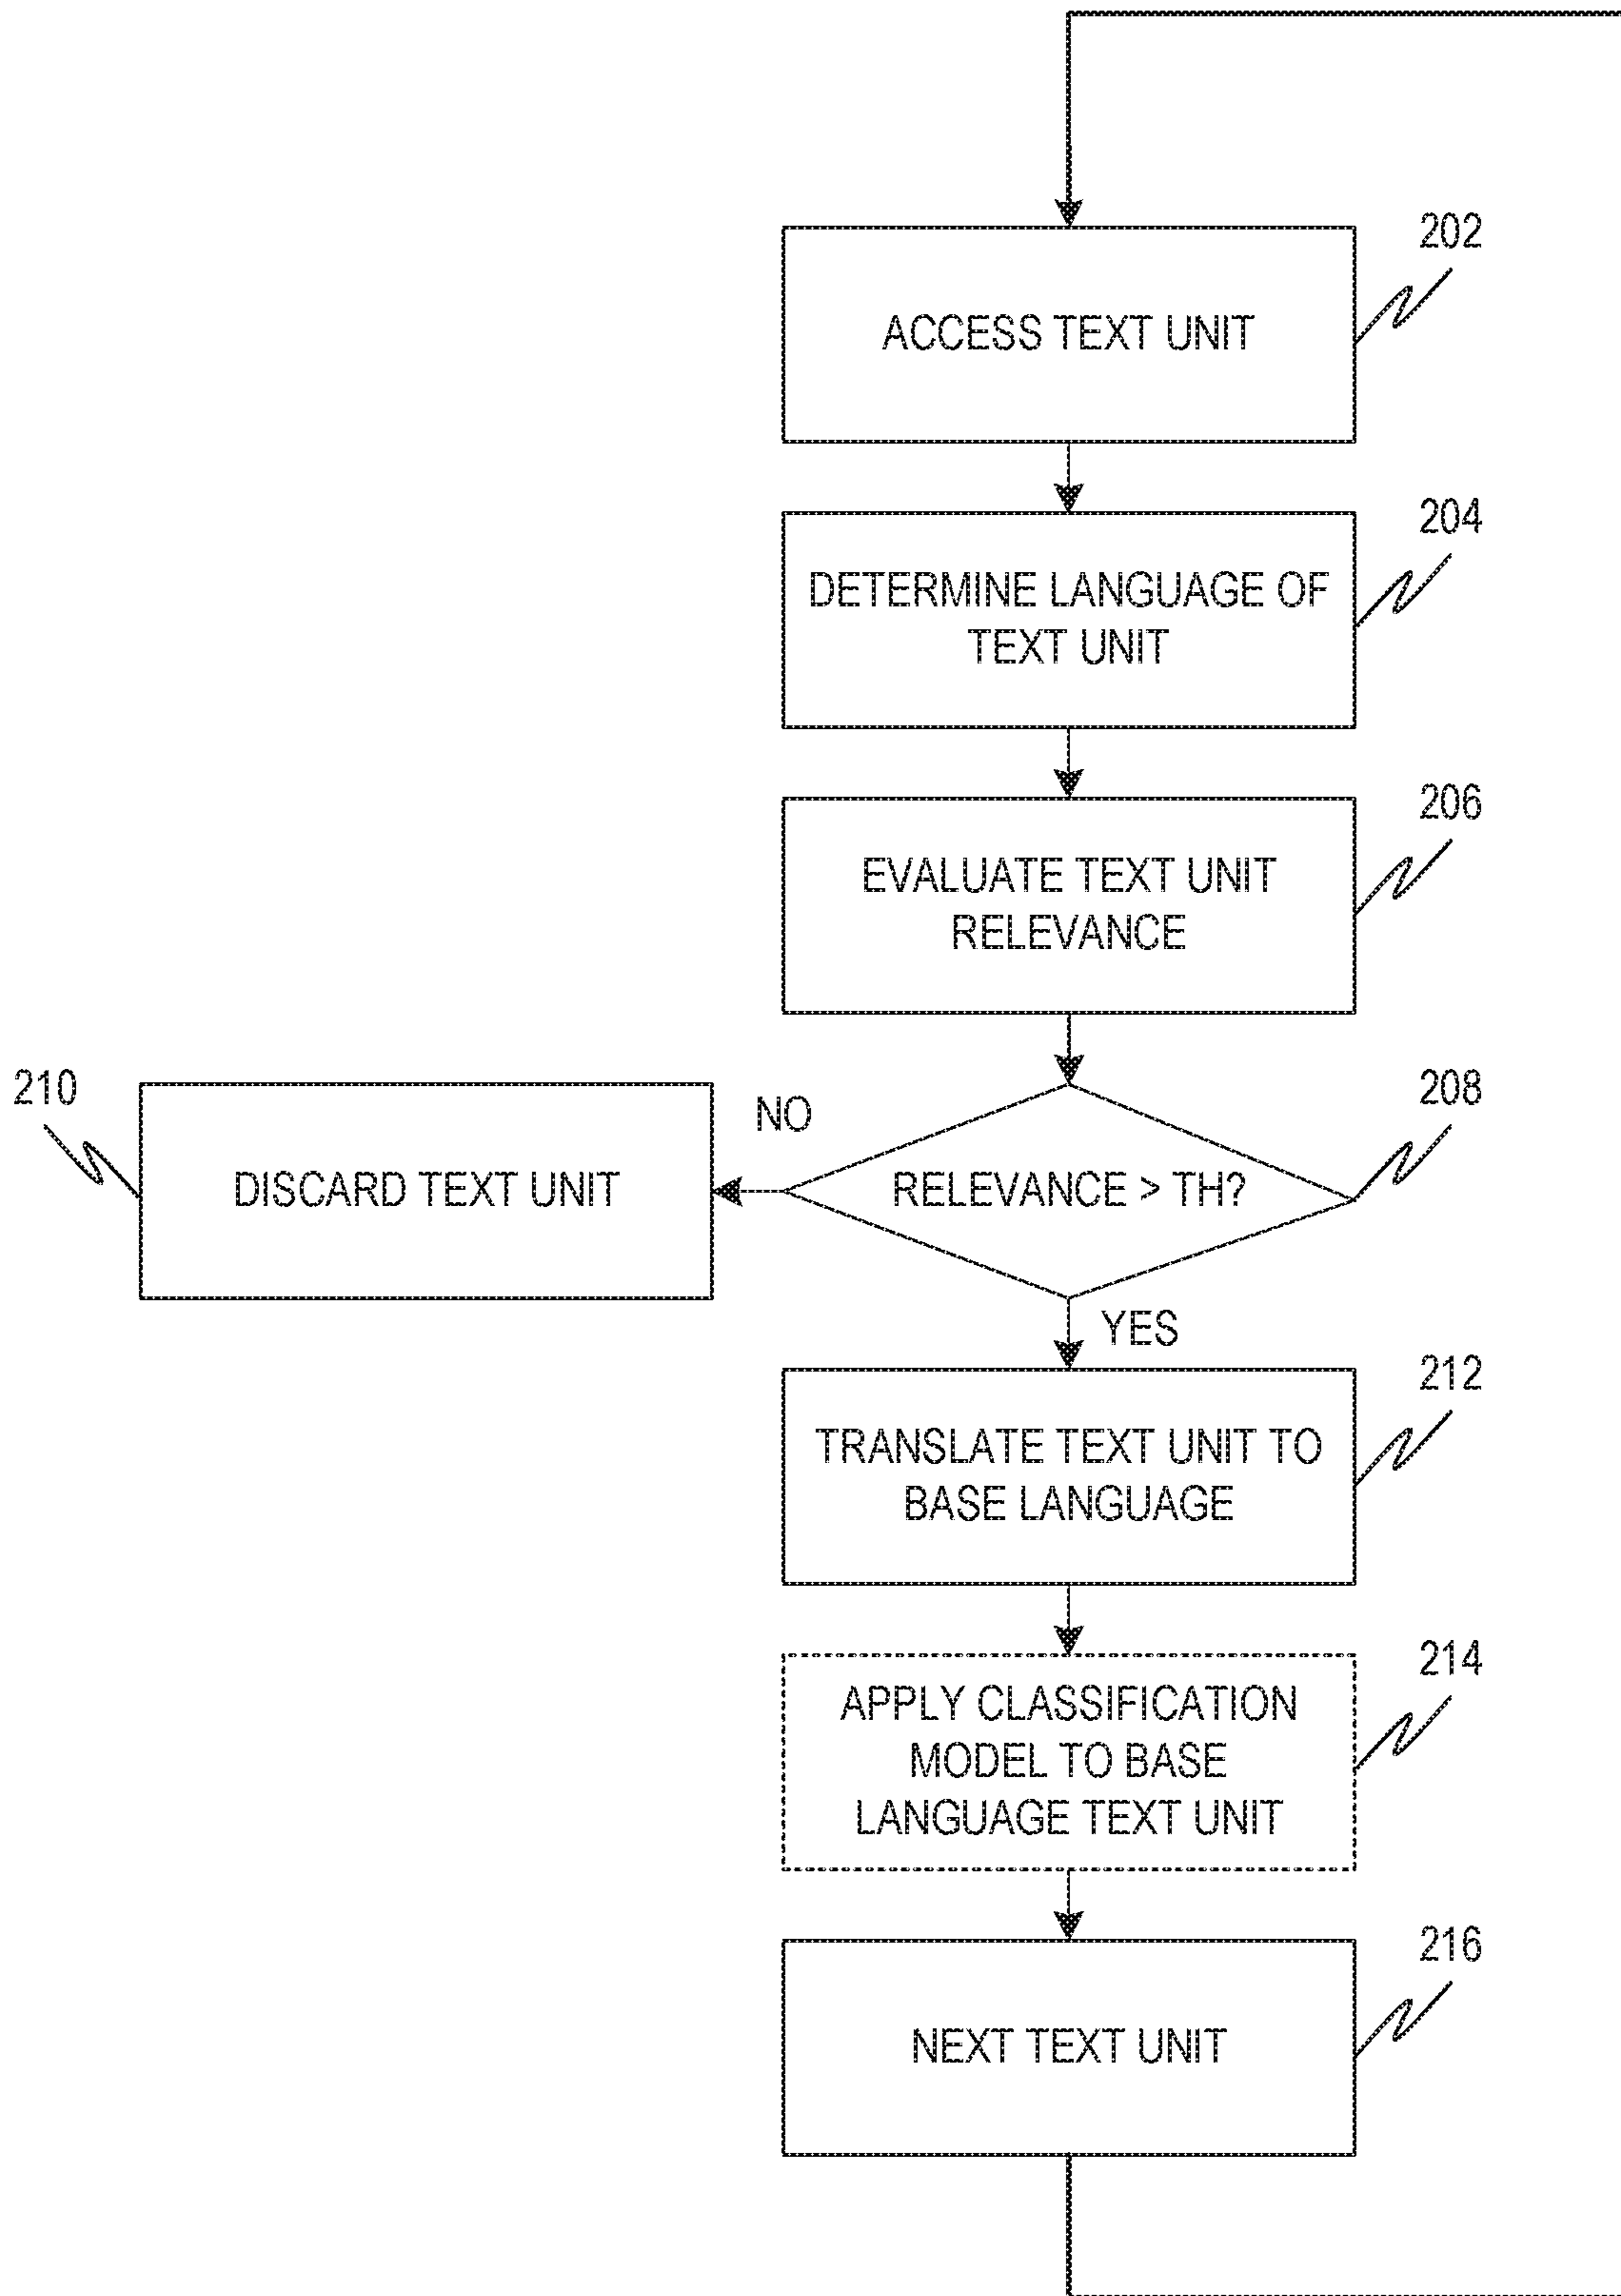 202
ACCESS TEXT UNIT
204
DETERMINE LANGUAGE OF
TEXT UNIT
206
EVALUATE TEXT UNIT
RELEVANCE
210
NO
208
DISCARD TEXT UNIT
RELEVANCE > TH?
YES
212
TRANSLATE TEXT UNIT TO
BASE LANGUAGE
214
APPLY CLASSIFICATION
MODEL TO BASE
LANGUAGE TEXT UNIT
216
NEXT TEXT UNIT